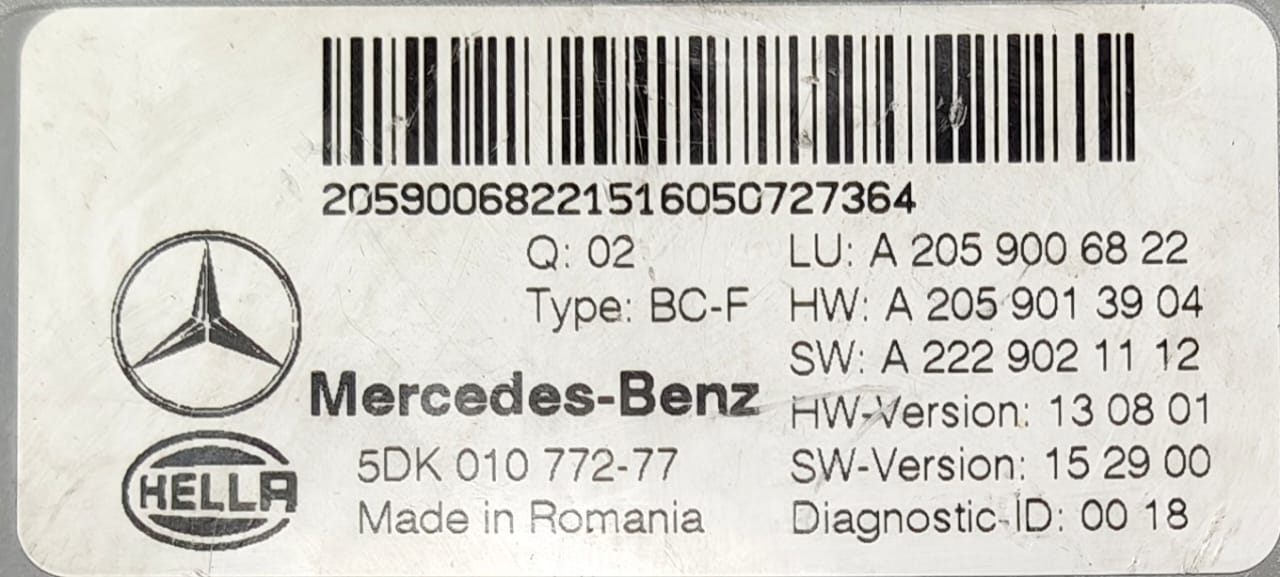 20590068221516050727364
Q: 02
Type: BC-F
LU: A 205 900 68 22
HW: A 205 901 39 04
SW: A 222 902 11 12
HW-Version: 13 08 01
SW-Version: 15 29 00
Diagnostic-ID: 00 18
Mercedes-Benz
HELLA
5DK 010 772-77
Made in Romania